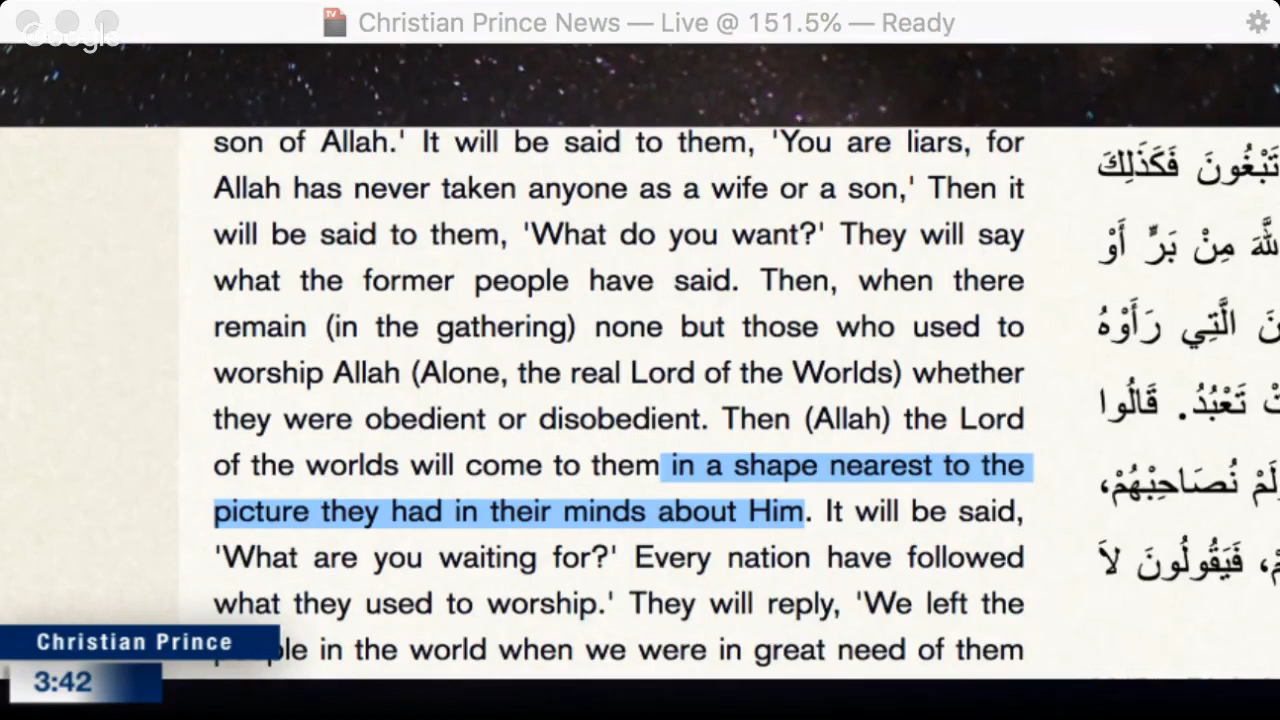 Christian Prince News — Live @ 151.5% — Ready
Google
son of Allah.' It will be said to them, 'You are liars, for
Allah has never taken anyone as a wife or a son,' Then it
will be said to them, 'What do you want?' They will say
what the former people have said. Then, when there
remain (in the gathering) none but those who used to
worship Allah (Alone, the real Lord of the Worlds) whether
they were obedient or disobedient. Then (Allah) the Lord
of the worlds will come to them in a shape nearest to the
picture they had in their minds about Him. It will be said,
'What are you waiting for?' Every nation have followed
what they used to worship.' They will reply, 'We left the
in the world when we were in great need of them
تَبْغُونَ فَكَذَلِكَ
مِنْ بَرٍّ أَوْ
الَّتِي رَأَوْهُ
تَعْبُدُ. قَالُوا
نُصَاحِبْهُمْ،
فَيَقُولُونَ لاَ
Christian Prince
3:42